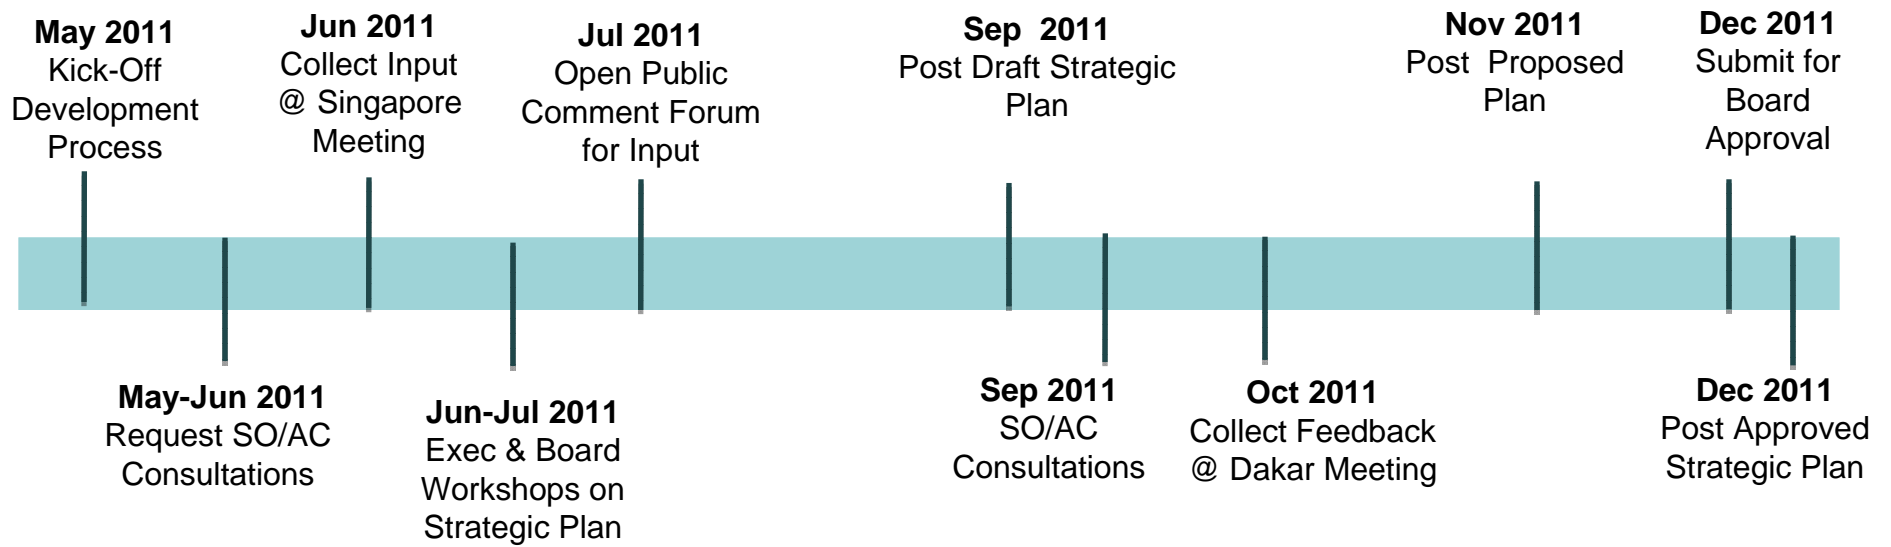 May 2011
Kick-Off
Development
Process
Jun 2011
Collect Input
@ Singapore
Meeting
Jul 2011
Open Public
Comment Forum
for Input
Sep 2011
Post Draft Strategic
Plan
Nov 2011
Post Proposed
Plan
Dec 2011
Submit for
Board
Approval
May-Jun 2011
Request SO/AC
Consultations
Jun-Jul 2011
Exec & Board
Workshops on
Strategic Plan
Sep 2011
SO/AC
Consultations
Oct 2011
Collect Feedback
@ Dakar Meeting
Dec 2011
Post Approved
Strategic Plan